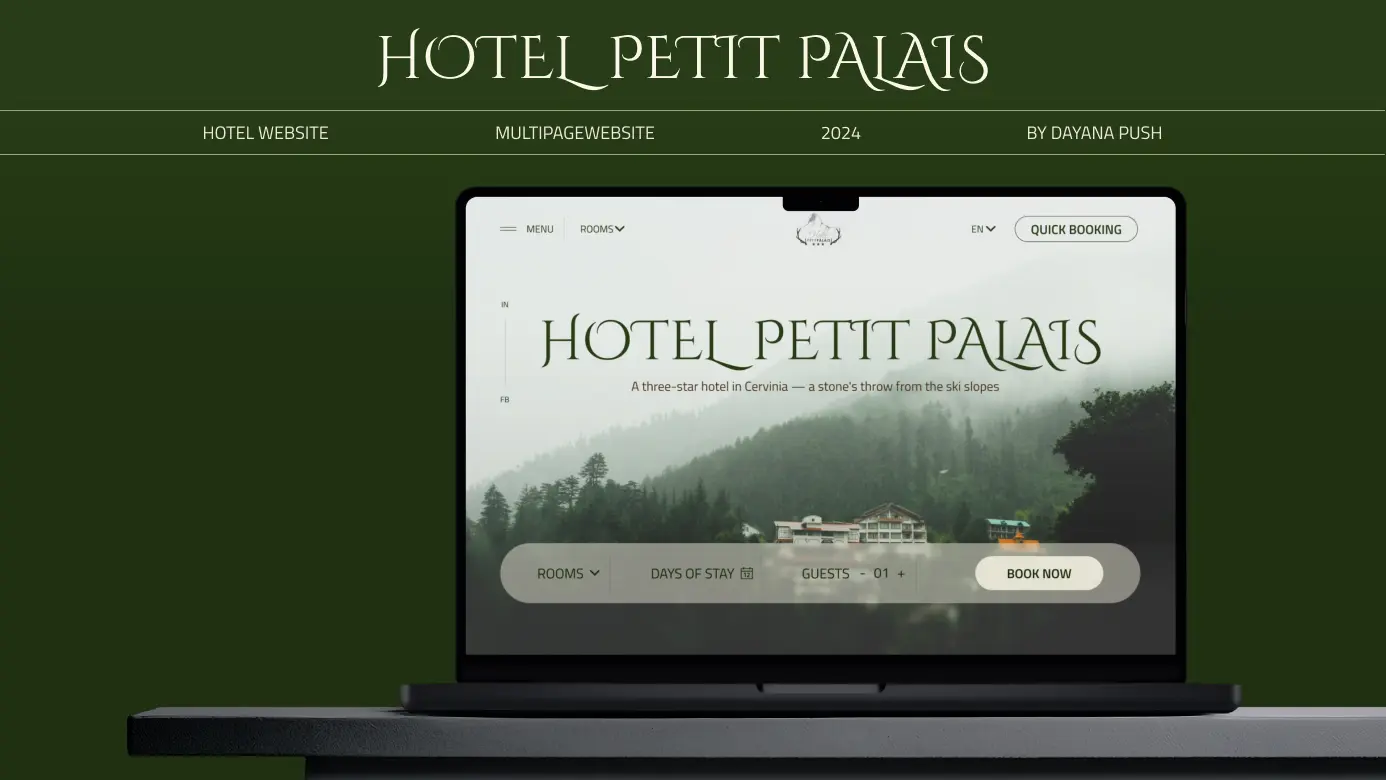 HOTEL PETIT PALAIS
HOTEL WEBSITE MULTIPAGEWEBSITE 2024 BY DAYANA PUSH
MENU ROOMS EN QUICK BOOKING
IN
HOTEL PETIT PALAIS
A three-star hotel in Cervinia — a stone's throw from the ski slopes
FB
ROOMS DAYS OF STAY GUESTS - 01 + BOOK NOW